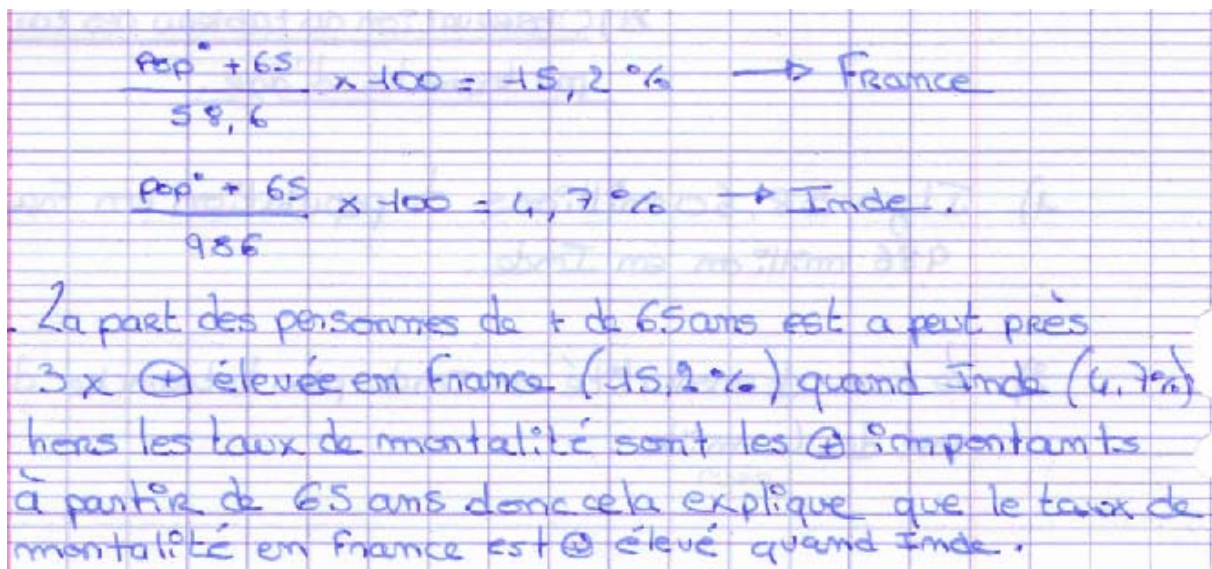 pop° + 65 / 58,6 x 100 = 15,2 % → France
pop° + 65 / 986 x 100 = 4,7 % → Inde.
. La part des personnes de + de 65 ans est a peut près
3 x ⊕ élevée en France (15,2 %) quand Inde (4,7%)
hors les taux de mortalité sont les ⊕ importants
à partir de 65 ans donc cela explique que le taux de
mortalité en France est ⊕ élevé quand Inde.